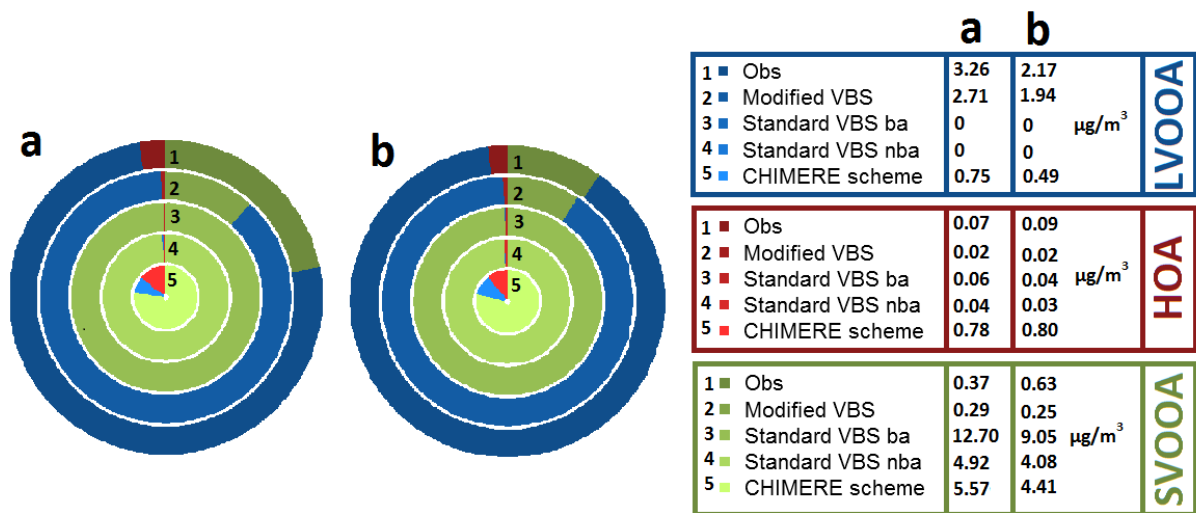 a b
a
1
2
3
4
5
b
1
2
3
4
5
1 Obs 3.26 2.17
2 Modified VBS 2.71 1.94
3 Standard VBS ba 0 0 µg/m³
4 Standard VBS nba 0 0
5 CHIMERE scheme 0.75 0.49
LVOOA
1 Obs 0.07 0.09
2 Modified VBS 0.02 0.02
3 Standard VBS ba 0.06 0.04 µg/m³
4 Standard VBS nba 0.04 0.03
5 CHIMERE scheme 0.78 0.80
HOA
1 Obs 0.37 0.63
2 Modified VBS 0.29 0.25
3 Standard VBS ba 12.70 9.05 µg/m³
4 Standard VBS nba 4.92 4.08
5 CHIMERE scheme 5.57 4.41
SVOOA